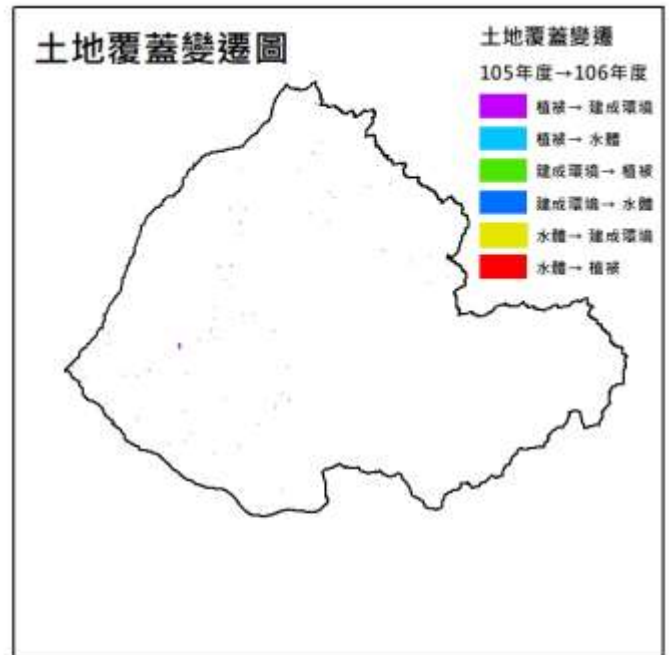 土地覆蓋變遷圖
土地覆蓋變遷
105年度→106年度
植被→ 建成環境
植被→ 水體
建成環境→ 植被
建成環境→ 水體
水體→ 建成環境
水體→ 植被